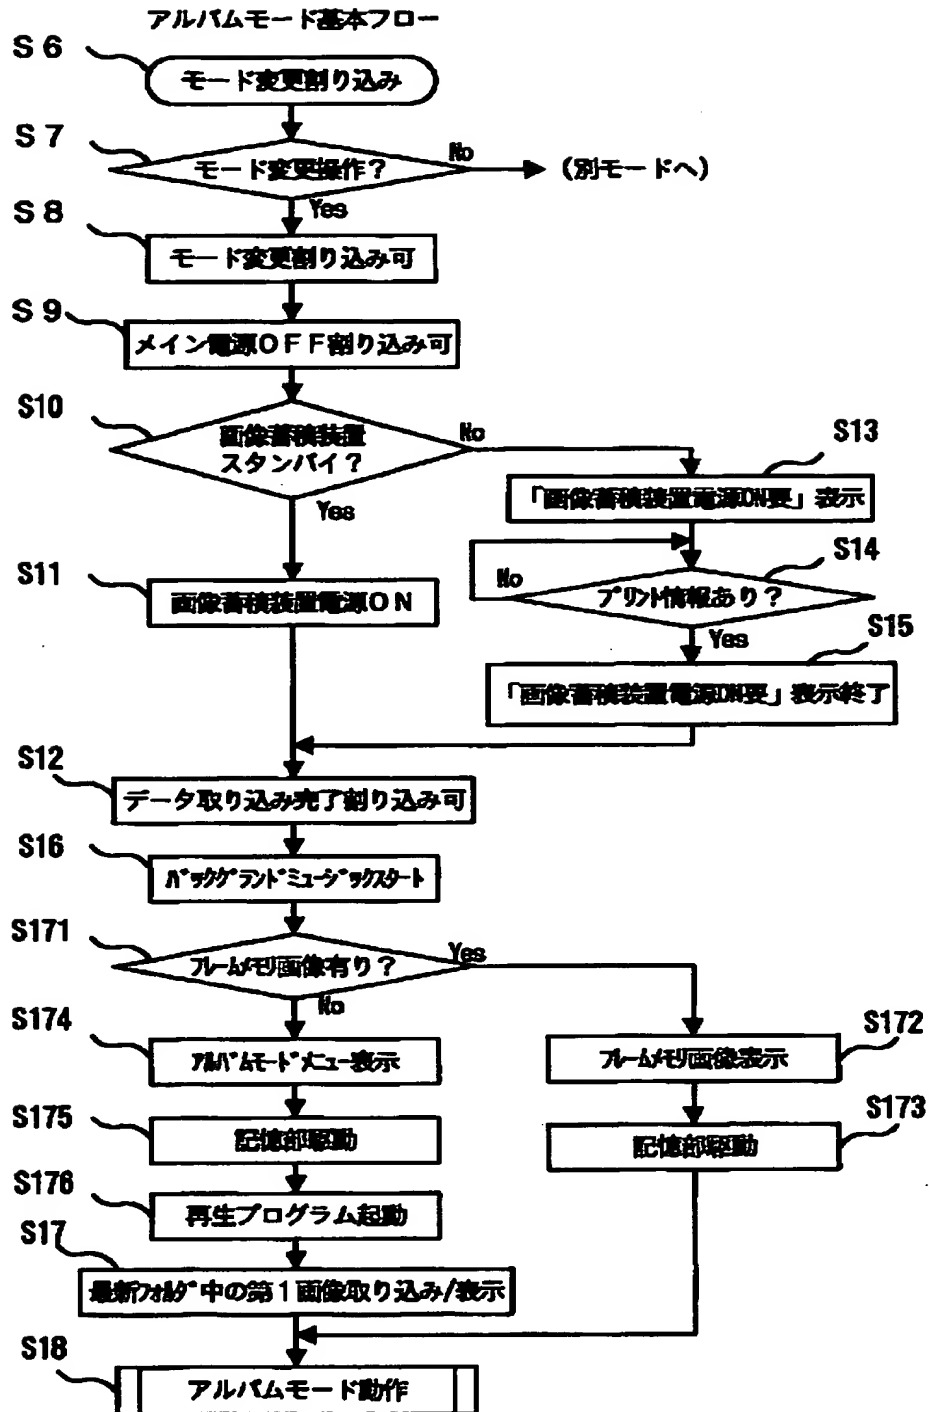 アルバムモード基本フロー
S6
モード変更割り込み
S7
モード変更操作？
No
（別モードへ）
Yes
S8
モード変更割り込み可
S9
メイン電源OFF割り込み可
S10
画像蓄積装置
スタンバイ？
No
Yes
S13
「画像蓄積装置電源ON要」表示
S14
No
プリント情報あり？
Yes
S11
画像蓄積装置電源ON
S15
「画像蓄積装置電源ON要」表示終了
S12
データ取り込み完了割り込み可
S16
バックグランドミュージックスタート
S171
フレームメモリ画像有り？
Yes
No
S174
アルバムモードメニュー表示
S172
フレームメモリ画像表示
S175
記憶部駆動
S173
記憶部駆動
S176
再生プログラム起動
S17
最新フォルダ中の第1画像取り込み/表示
S18
アルバムモード動作